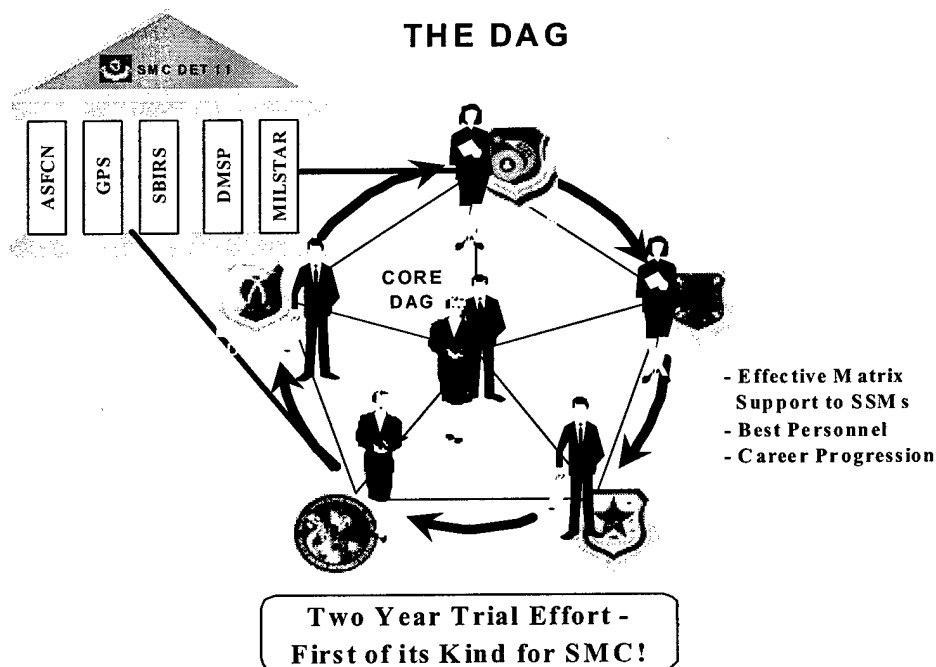 THE DAG
SMC DET 11
ASFCN
GPS
SBIRS
DMSP
MILSTAR
CORE
DAG
- Effective Matrix
Support to SSMs
- Best Personnel
- Career Progression
Two Year Trial Effort -
First of its Kind for SMC!